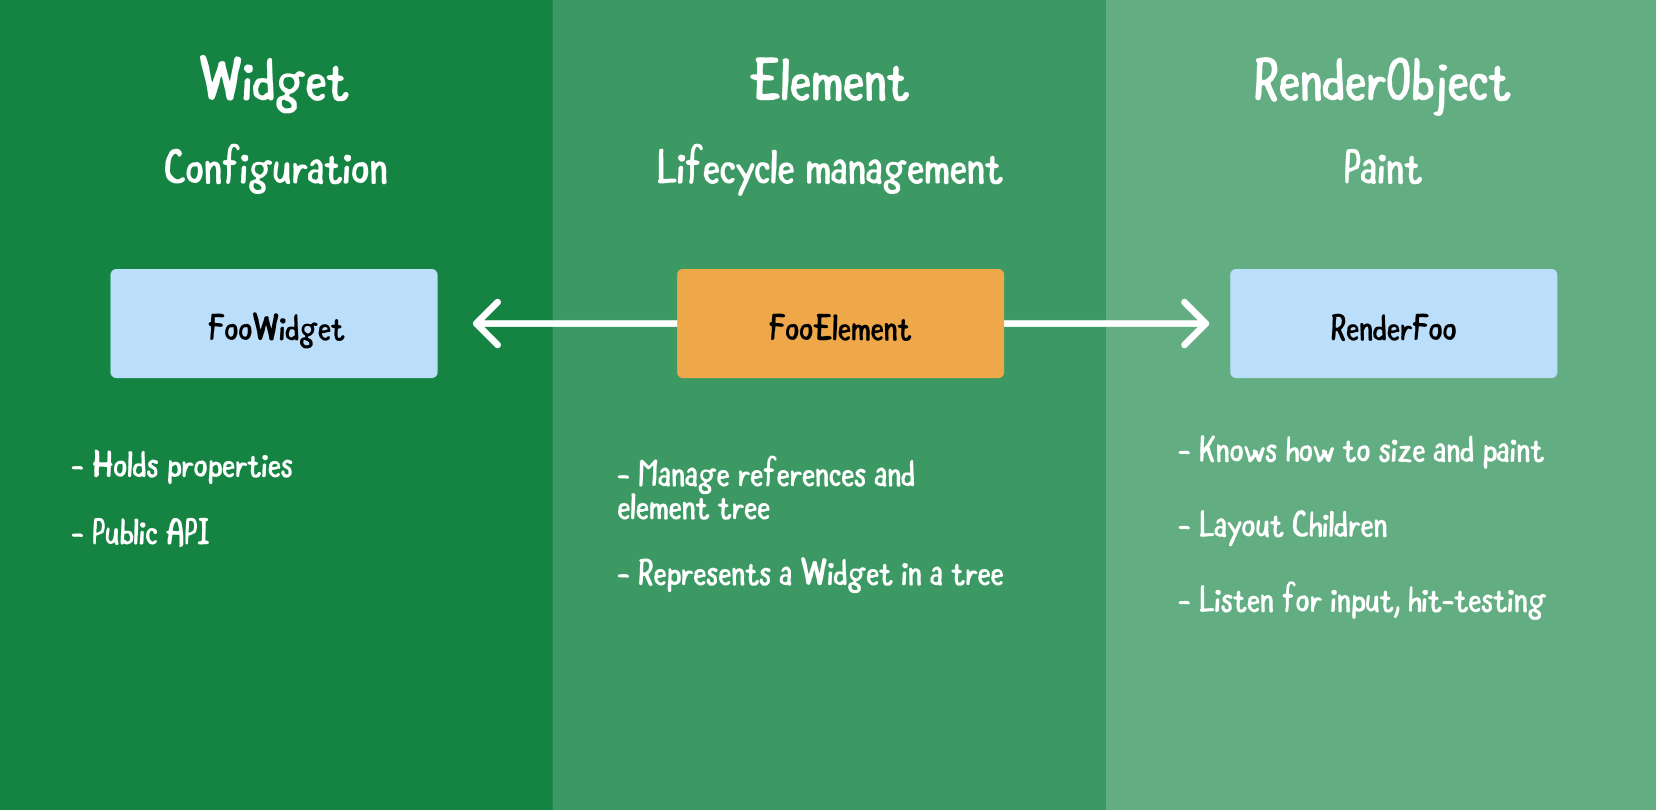 Widget
Configuration
FooWidget
- Holds properties
- Public API
Element
Lifecycle management
FooElement
- Manage references and
element tree
- Represents a Widget in a tree
RenderObject
Paint
RenderFoo
- Knows how to size and paint
- Layout Children
- Listen for input, hit-testing